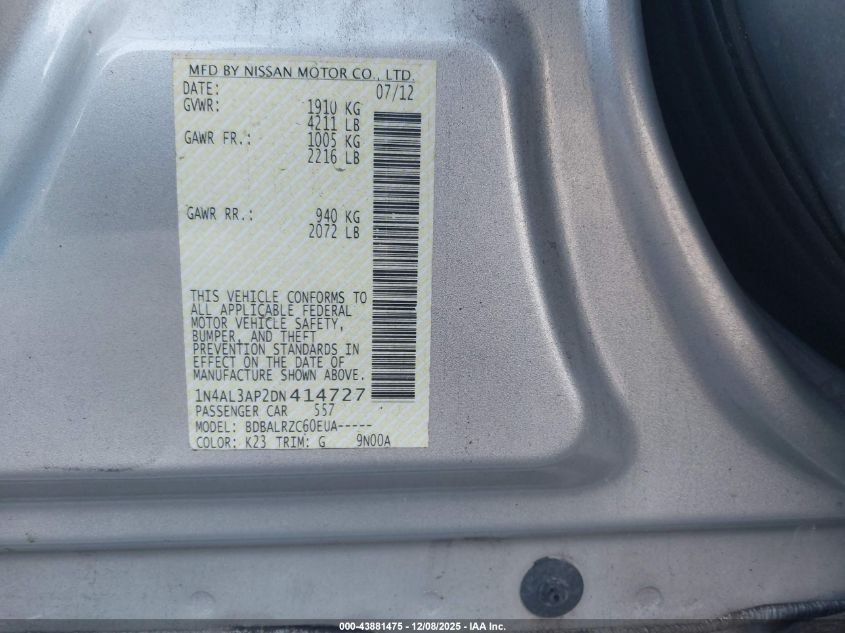 MFD BY NISSAN MOTOR CO., LTD.
DATE: 07/12
GVWR: 1910 KG
4211 LB
GAWR FR.: 1005 KG
2216 LB
GAWR RR.: 940 KG
2072 LB
THIS VEHICLE CONFORMS TO
ALL APPLICABLE FEDERAL
MOTOR VEHICLE SAFETY,
BUMPER, AND THEFT
PREVENTION STANDARDS IN
EFFECT ON THE DATE OF
MANUFACTURE SHOWN ABOVE.
1N4AL3AP2DN414727
PASSENGER CAR 557
MODEL: BDBALRZC60EUA-----
COLOR: K23 TRIM: G 9N00A
000-43881475 - 12/08/2025 - IAA Inc.